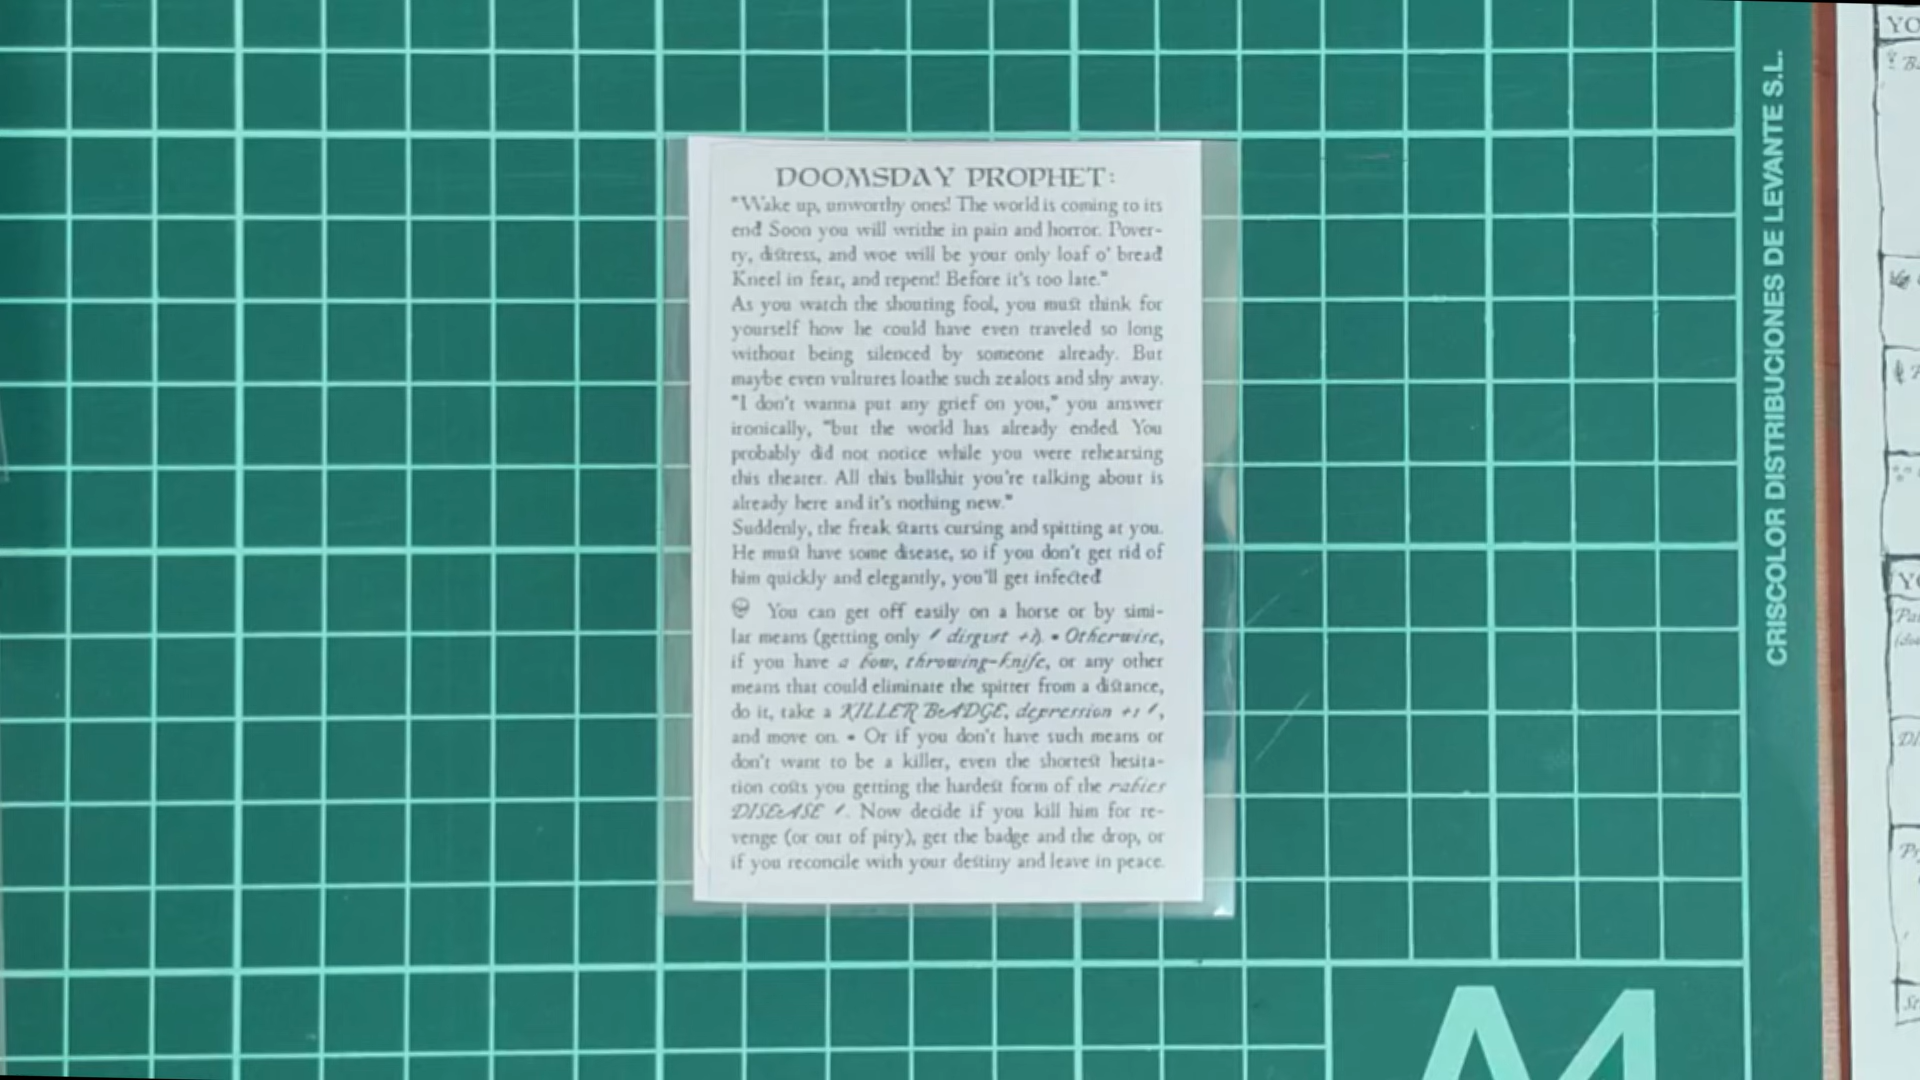 DOOMSDAY PROPHET:
"Wake up, unworthy ones! The world is coming to its
end! Soon you will writhe in pain and horror. Pover-
ty, distress, and woe will be your only loaf o' bread!
Kneel in fear, and repent! Before it's too late."
As you watch the shouting fool, you must think for
yourself how he could have even traveled so long
without being silenced by someone already. But
maybe even vultures loathe such zealots and shy away.
"I don't wanna put any grief on you," you answer
ironically, "but the world has already ended. You
probably did not notice while you were rehearsing
this theater. All this bullshit you're talking about is
already here and it's nothing new."
Suddenly, the freak starts cursing and spitting at you.
He must have some disease, so if you don't get rid of
him quickly and elegantly, you'll get infected!
You can get off easily on a horse or by simi-
lar means (getting only disgust +1). • Otherwise,
if you have a bow, throwing-knife, or any other
means that could eliminate the spitter from a distance,
do it, take a KILLER BADGE, depression +1,
and move on. • Or if you don't have such means or
don't want to be a killer, even the shortest hesita-
tion costs you getting the hardest form of the rabies
DISEASE. Now decide if you kill him for re-
venge (or out of pity), get the badge and the drop, or
if you reconcile with your destiny and leave in peace.
CRISCOLOR DISTRIBUCIONES DE LEVANTE S.L.
YO